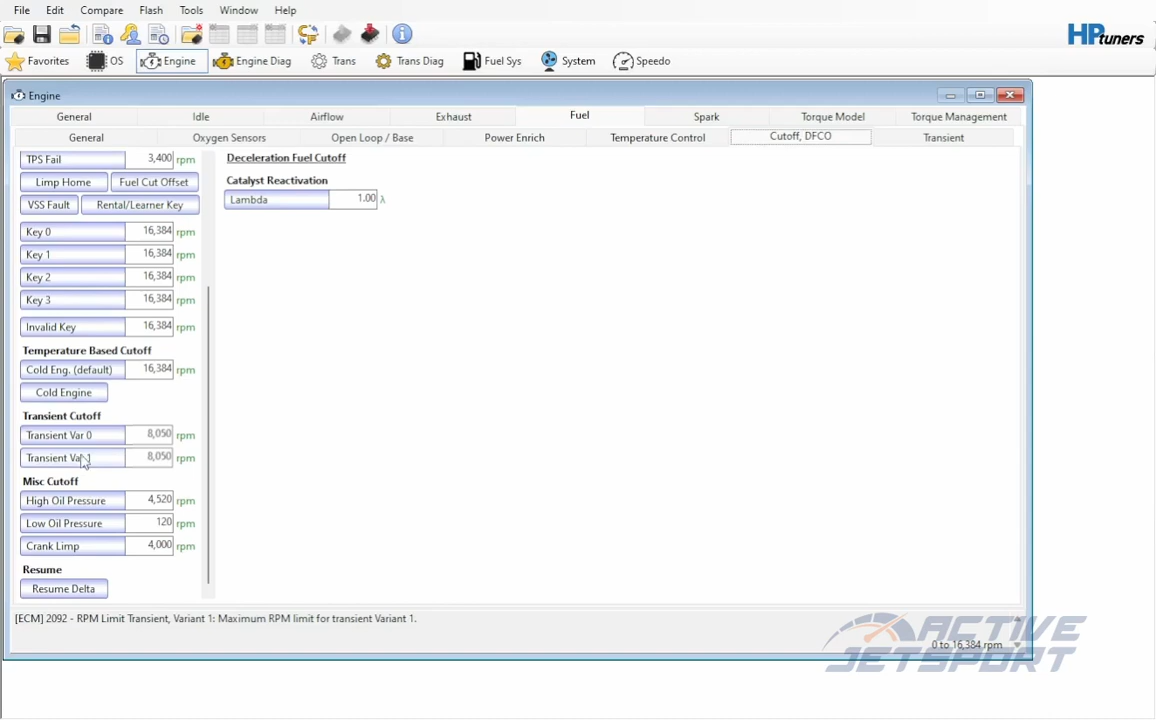 File Edit Compare Flash Tools Window Help
HP tuners
Favorites OS Engine Engine Diag Trans Trans Diag Fuel Sys System Speedo
Engine
General Idle Airflow Exhaust Fuel Spark Torque Model Torque Management
General Oxygen Sensors Open Loop / Base Power Enrich Temperature Control Cutoff, DFCO Transient
TPS Fail 3,400 rpm
Limp Home Fuel Cut Offset
VSS Fault Rental/Learner Key
Key 0 16,384 rpm
Key 1 16,384 rpm
Key 2 16,384 rpm
Key 3 16,384 rpm
Invalid Key 16,384 rpm
Temperature Based Cutoff
Cold Eng. (default) 16,384 rpm
Cold Engine
Transient Cutoff
Transient Var 0 8,050 rpm
Transient Var 1 8,050 rpm
Misc Cutoff
High Oil Pressure 4,520 rpm
Low Oil Pressure 120 rpm
Crank Limp 4,000 rpm
Resume
Resume Delta
Deceleration Fuel Cutoff
Catalyst Reactivation
Lambda 1.00 λ
[ECM] 2092 - RPM Limit Transient, Variant 1: Maximum RPM limit for transient Variant 1.
0 to 16,384 rpm
ACTIVE
JETSPORT